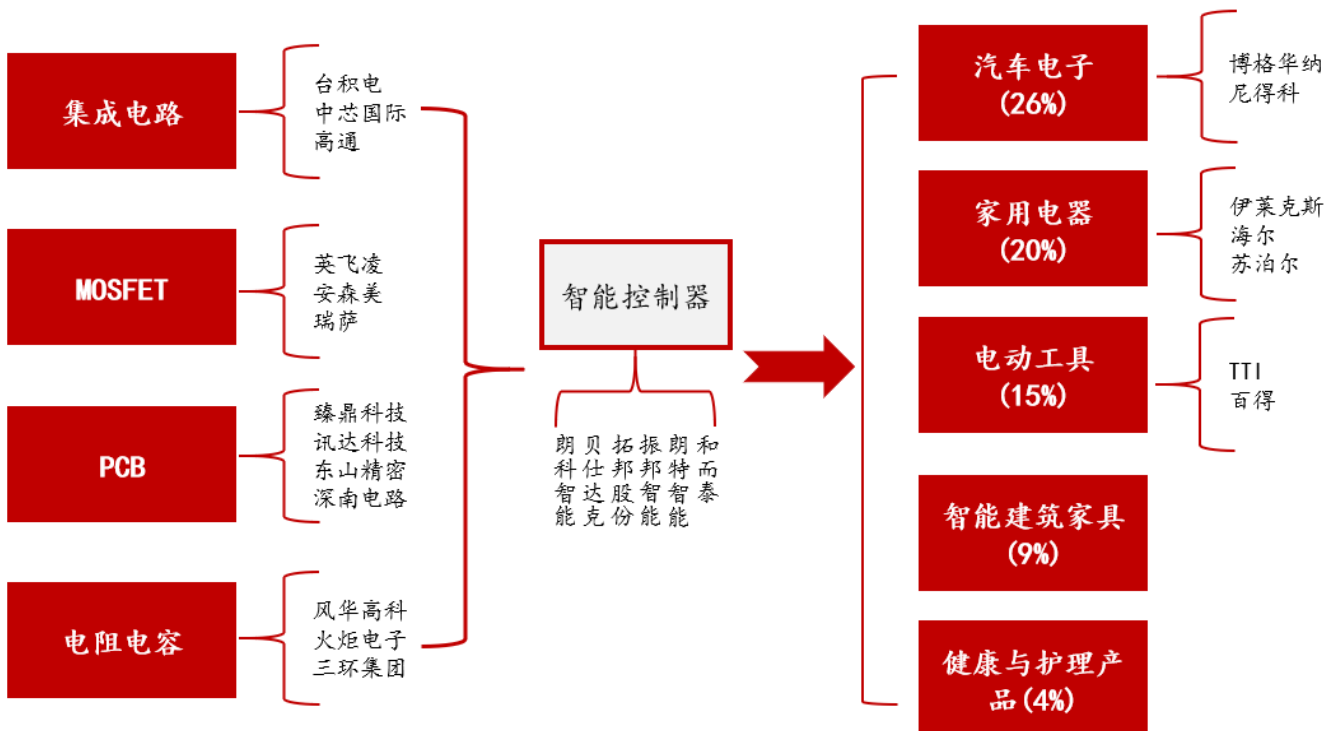 集成电路
台积电
中芯国际
高通
MOSFET
英飞凌
安森美
瑞萨
PCB
臻鼎科技
讯达科技
东山精密
深南电路
电阻电容
风华高科
火炬电子
三环集团
智能控制器
朗科智能
贝仕达克
拓邦股份
振邦智能
朗特智能
和而泰
汽车电子
(26%)
博格华纳
尼得科
家用电器
(20%)
伊莱克斯
海尔
苏泊尔
电动工具
(15%)
TTI
百得
智能建筑家具
(9%)
健康与护理产
品(4%)